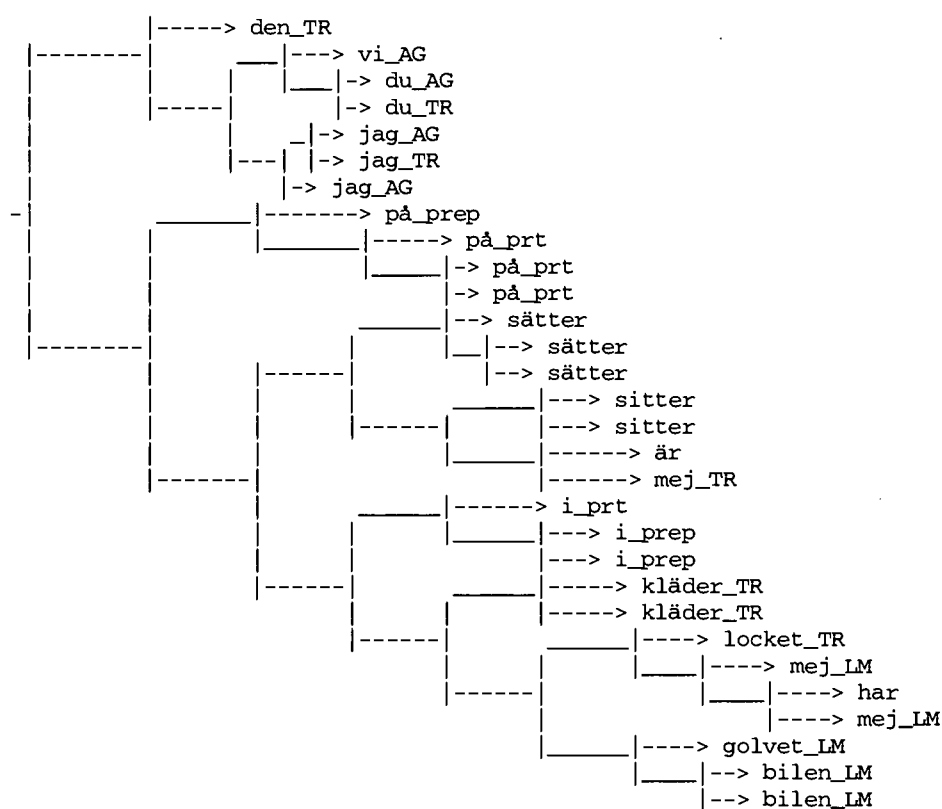 den_TR
vi_AG
du_AG
du_TR
jag_AG
jag_TR
jag_AG
på_prep
på_prt
på_prt
på_prt
sätter
sätter
sätter
sitter
sitter
är
mej_TR
i_prt
i_prep
i_prep
kläder_TR
kläder_TR
locket_TR
mej_LM
har
mej_LM
golvet_LM
bilen_LM
bilen_LM